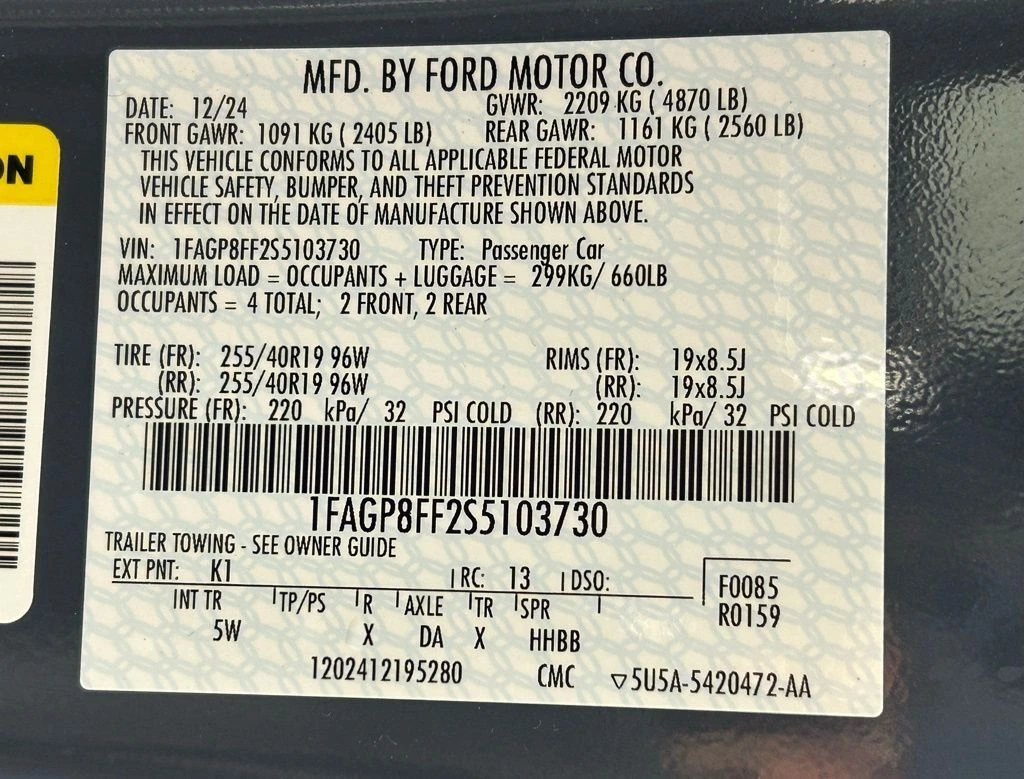 ON
MFD. BY FORD MOTOR CO.
DATE: 12/24 GVWR: 2209 KG ( 4870 LB)
FRONT GAWR: 1091 KG ( 2405 LB) REAR GAWR: 1161 KG ( 2560 LB)
THIS VEHICLE CONFORMS TO ALL APPLICABLE FEDERAL MOTOR
VEHICLE SAFETY, BUMPER, AND THEFT PREVENTION STANDARDS
IN EFFECT ON THE DATE OF MANUFACTURE SHOWN ABOVE.
VIN: 1FAGP8FF2S5103730 TYPE: Passenger Car
MAXIMUM LOAD = OCCUPANTS + LUGGAGE = 299KG/ 660LB
OCCUPANTS = 4 TOTAL; 2 FRONT, 2 REAR
TIRE (FR): 255/40R19 96W RIMS (FR): 19x8.5J
(RR): 255/40R19 96W (RR): 19x8.5J
PRESSURE (FR): 220 kPa/ 32 PSI COLD (RR): 220 kPa/ 32 PSI COLD
1FAGP8FF2S5103730
TRAILER TOWING - SEE OWNER GUIDE
EXT PNT: K1 RC: 13 DSO: F0085
R0159
INT TR TP/PS R AXLE TR SPR
5W X DA X HHBB
1202412195280 CMC ▽5U5A-5420472-AA